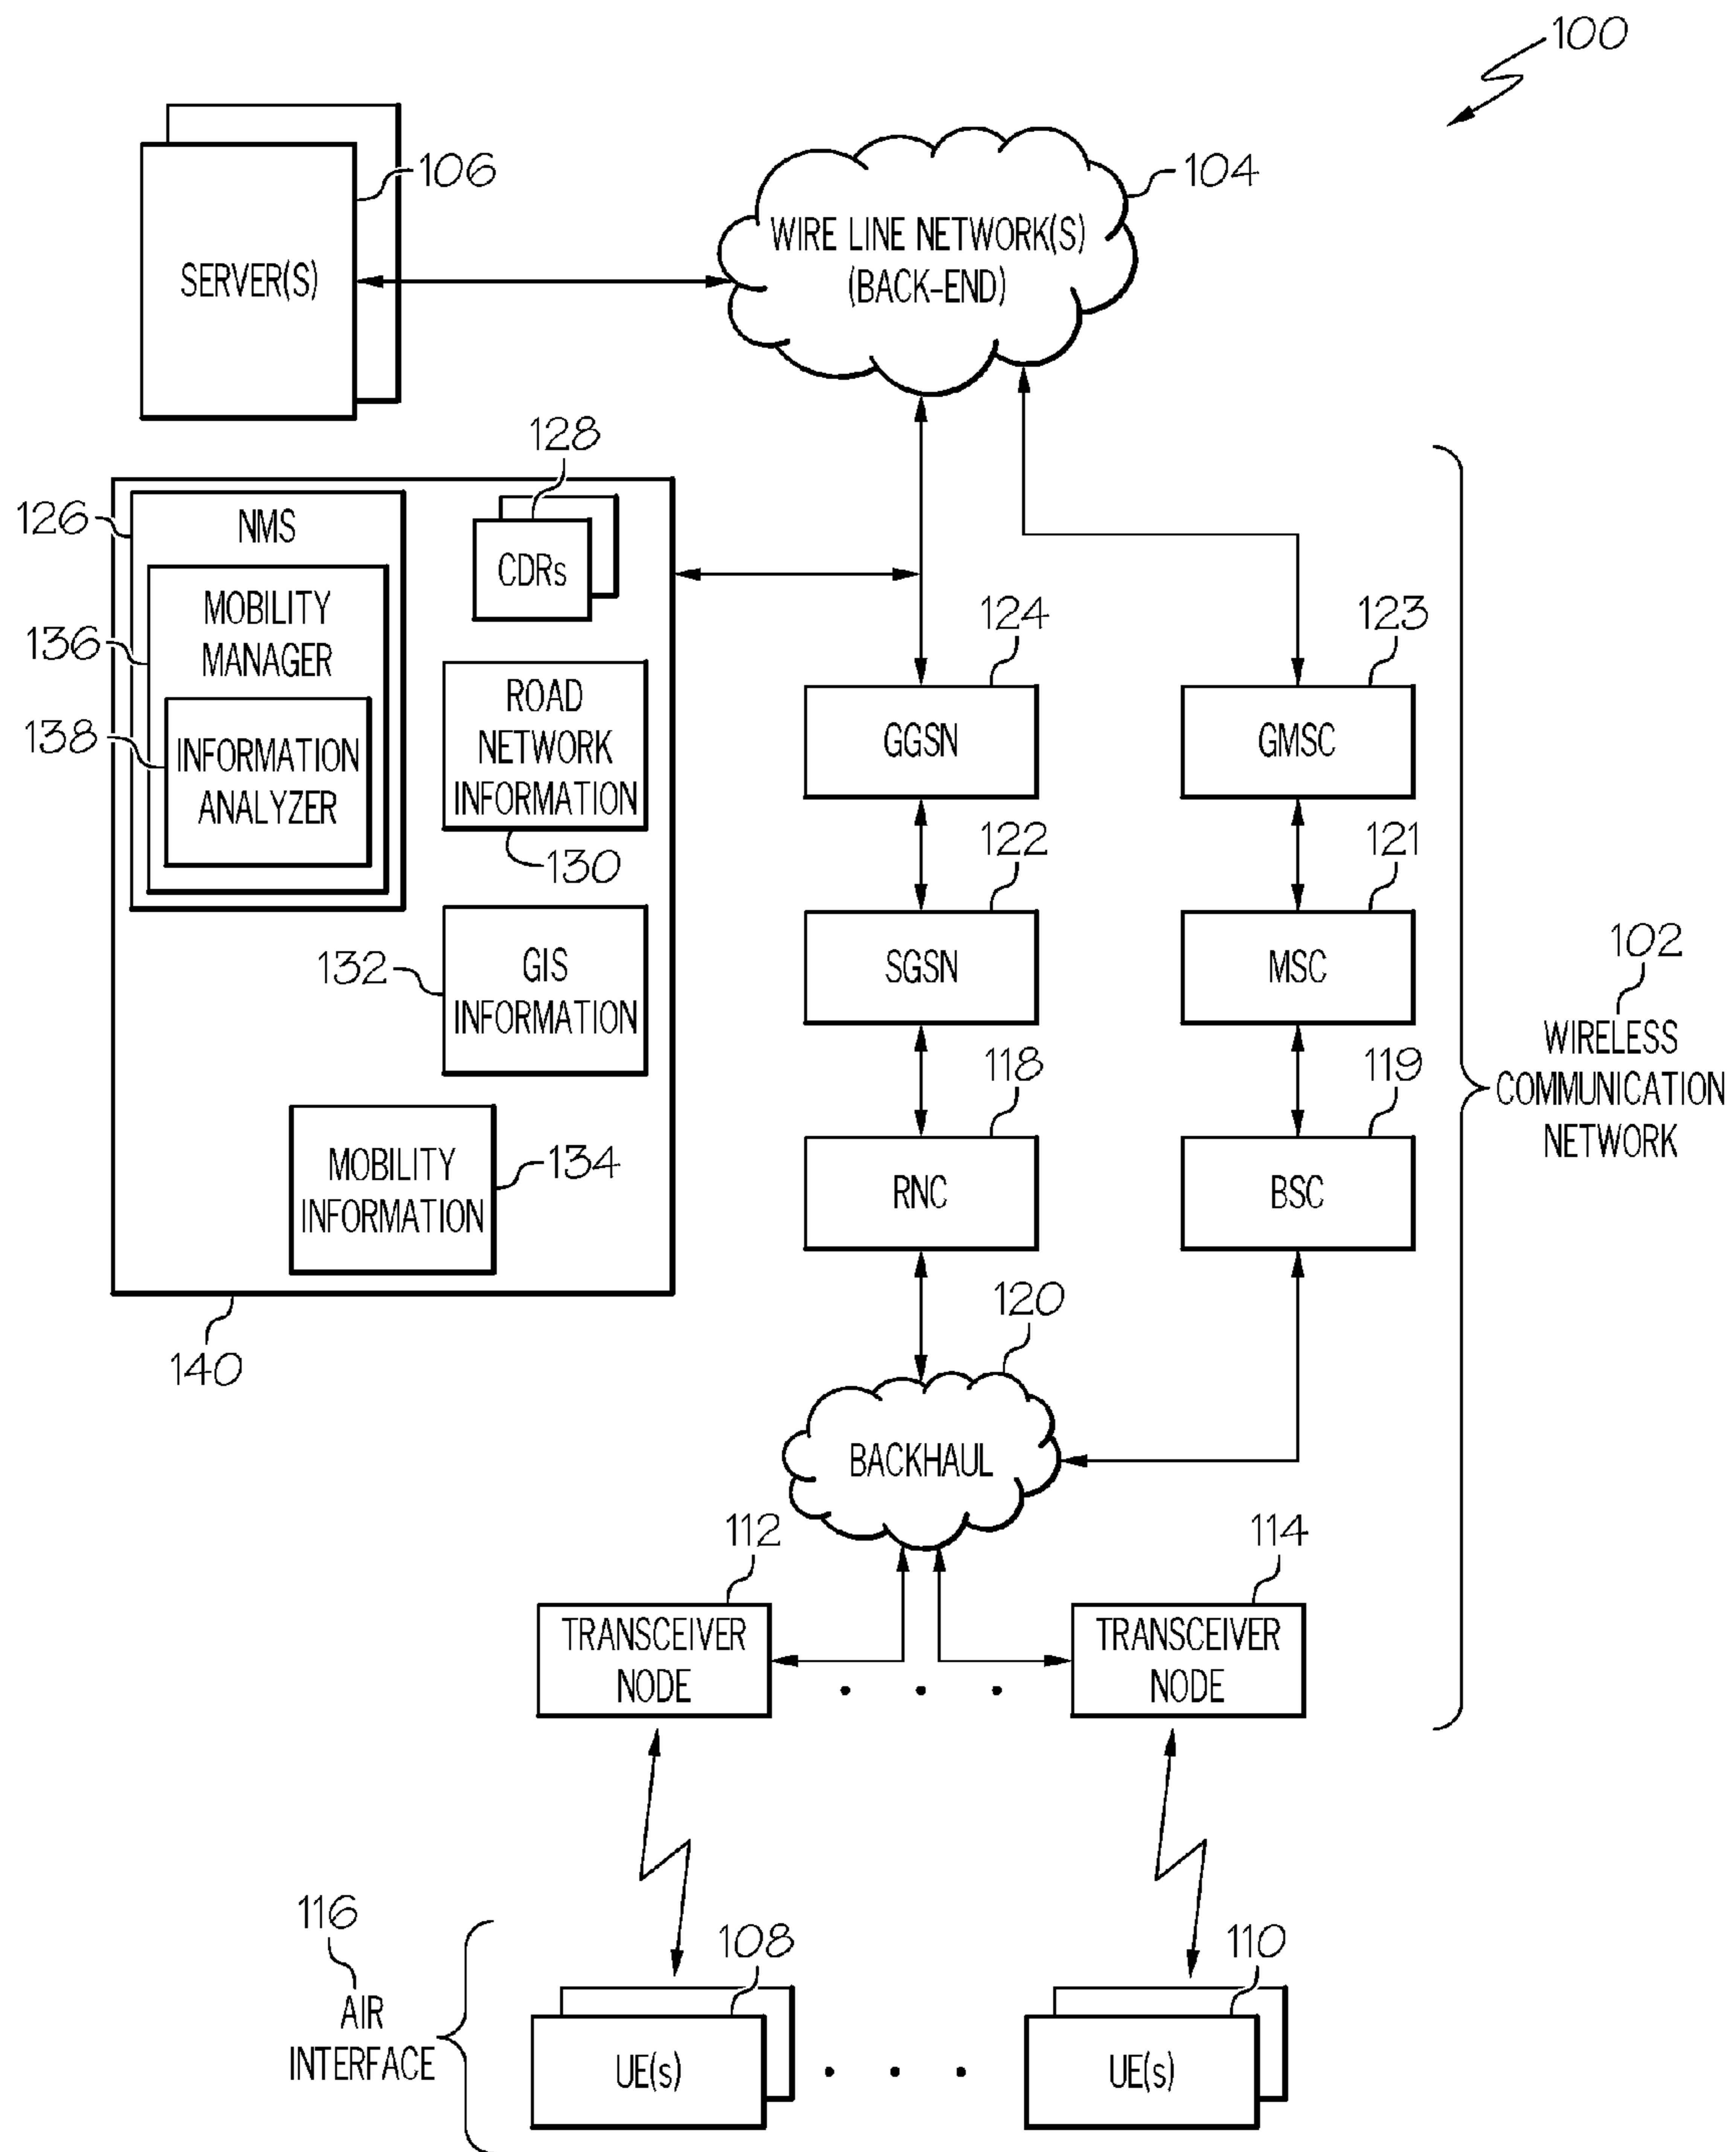 100
106
SERVER(S)
104
WIRE LINE NETWORK(S)
(BACK-END)
128
CDRs
126
NMS
136
MOBILITY
MANAGER
138
INFORMATION
ANALYZER
ROAD
NETWORK
INFORMATION
130
132
GIS
INFORMATION
MOBILITY
INFORMATION
134
140
124
GGSN
123
GMSC
122
SGSN
121
MSC
118
RNC
119
BSC
102
WIRELESS
COMMUNICATION
NETWORK
120
BACKHAUL
112
TRANSCEIVER
NODE
114
TRANSCEIVER
NODE
116
AIR
INTERFACE
108
UE(s)
110
UE(s)